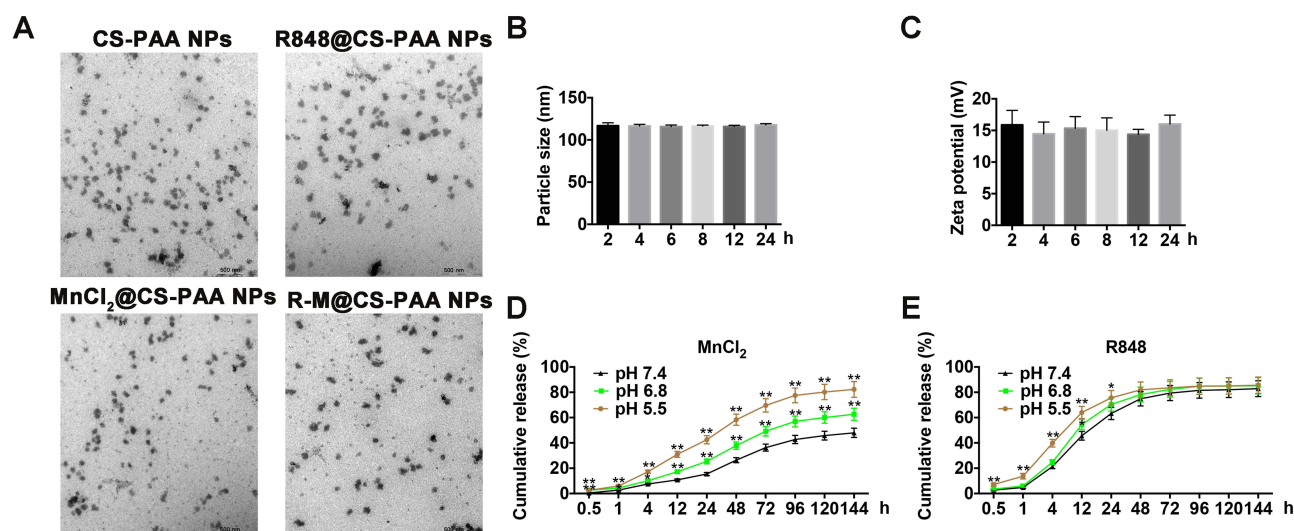 A
CS-PAA NPs
R848@CS-PAA NPs
500 nm
500 nm
MnCl2@CS-PAA NPs
R-M@CS-PAA NPs
500 nm
500 nm
B
Particle size (nm)
150
100
50
0
2 4 6 8 12 24 h
C
Zeta potential (mV)
20
15
10
5
0
2 4 6 8 12 24 h
D
MnCl2
Cumulative release (%)
100
80
60
40
20
0
pH 7.4
pH 6.8
pH 5.5
** ** ** ** ** ** ** ** **
** * * ** ** ** ** ** ** **
0.5 1 4 12 24 48 72 96 120 144 h
E
R848
Cumulative release (%)
100
80
60
40
20
0
pH 7.4
pH 6.8
pH 5.5
** ** ** ** *
*
0.5 1 4 12 24 48 72 96 120 144 h